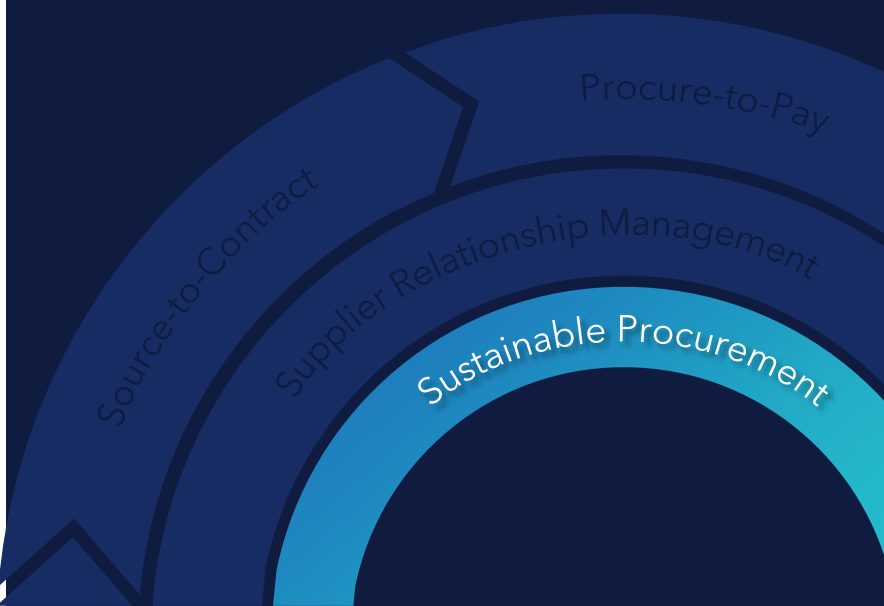 Procure-to-Pay
Source-to-Contract
Supplier Relationship Management
Sustainable Procurement